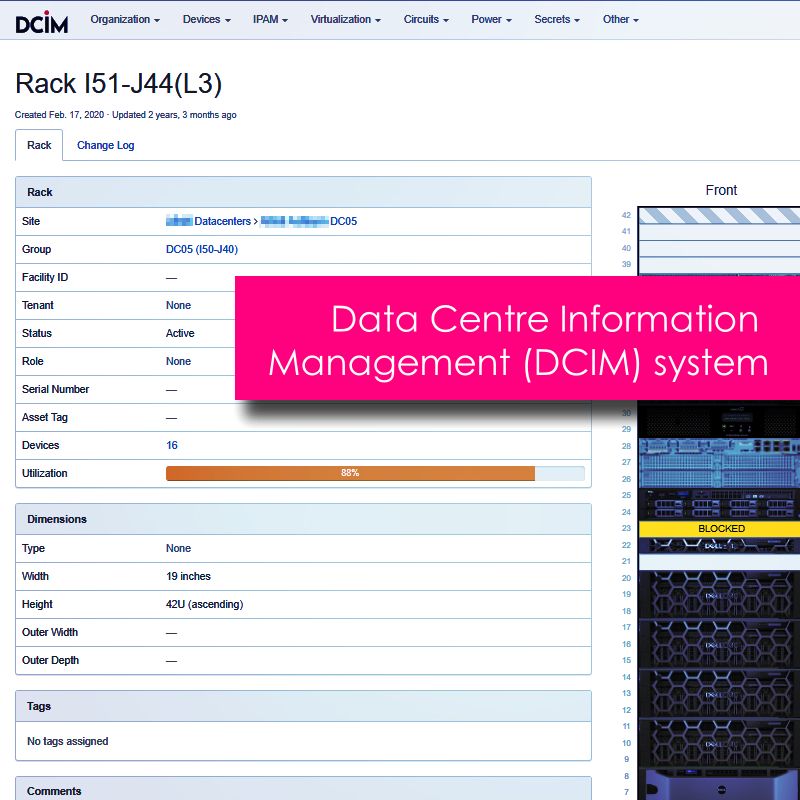 DCIM
Organization Devices IPAM Virtualization Circuits Power Secrets Other
Rack I51-J44(L3)
Created Feb. 17, 2020 · Updated 2 years, 3 months ago
Rack Change Log
Rack
Site Datacenters > DC05
Group DC05 (I50-J40)
Facility ID —
Tenant None
Status Active
Role None
Serial Number —
Asset Tag —
Devices 16
Utilization 88%
Dimensions
Type None
Width 19 inches
Height 42U (ascending)
Outer Width —
Outer Depth —
Tags
No tags assigned
Comments
Data Centre Information
Management (DCIM) system
Front
42
41
40
39
30
29
28
27
26
25
24
23 BLOCKED
22
21
20
19
18
17
16
15
14
13
12
11
10
9
8
7